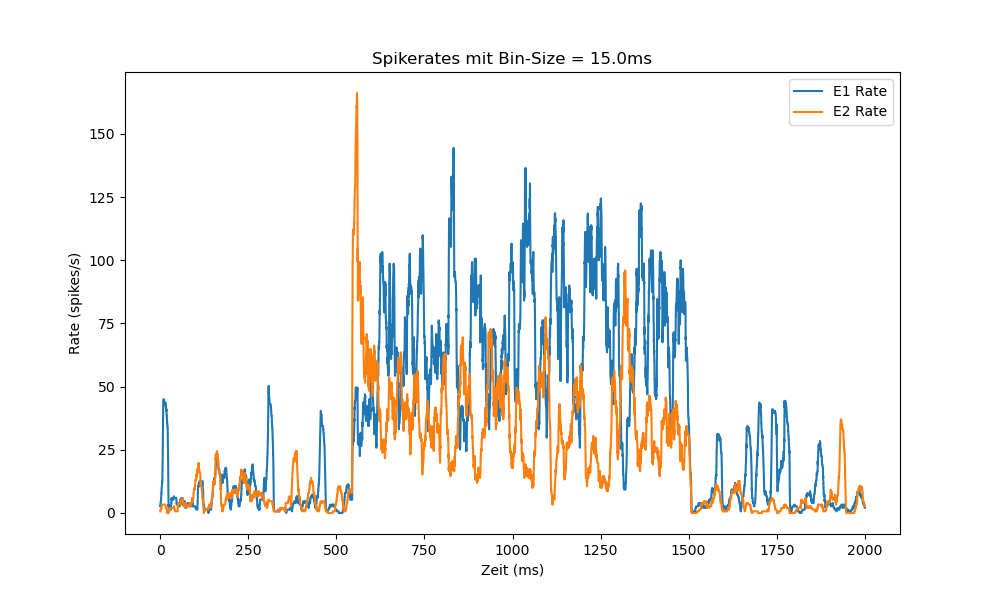 Spikerates mit Bin-Size = 15.0ms
E1 Rate
E2 Rate
150
125
100
75
50
25
0
Rate (spikes/s)
0 250 500 750 1000 1250 1500 1750 2000
Zeit (ms)